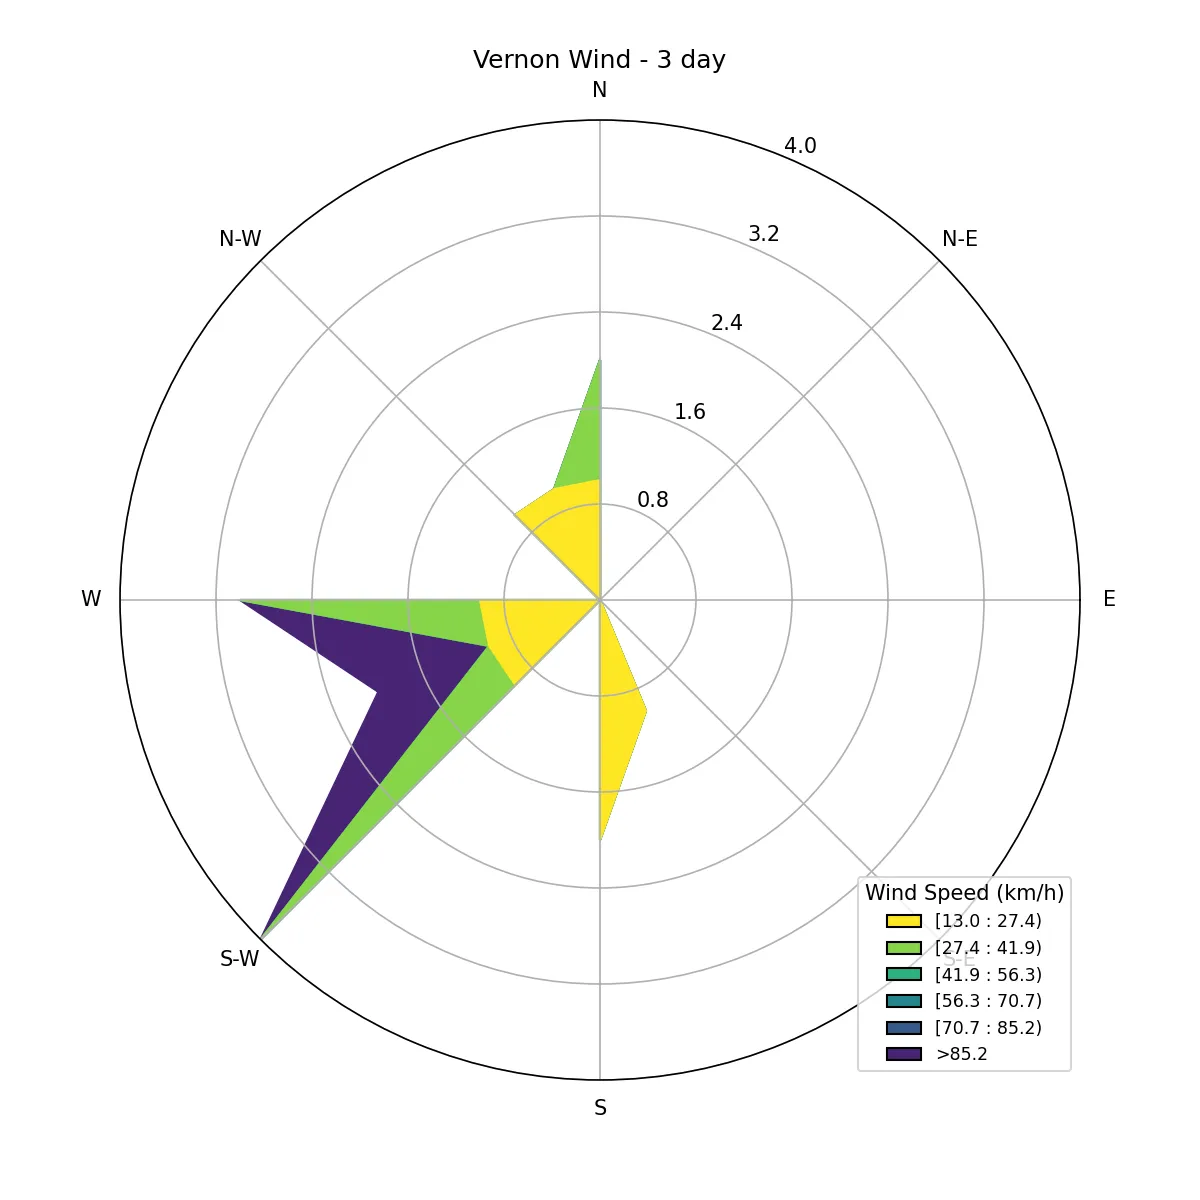 Vernon Wind - 3 day
N
4.0
N-W
3.2
N-E
2.4
1.6
0.8
W
E
S-W
S-E
S
Wind Speed (km/h)
[13.0 : 27.4)
[27.4 : 41.9)
[41.9 : 56.3)
[56.3 : 70.7)
[70.7 : 85.2)
>85.2